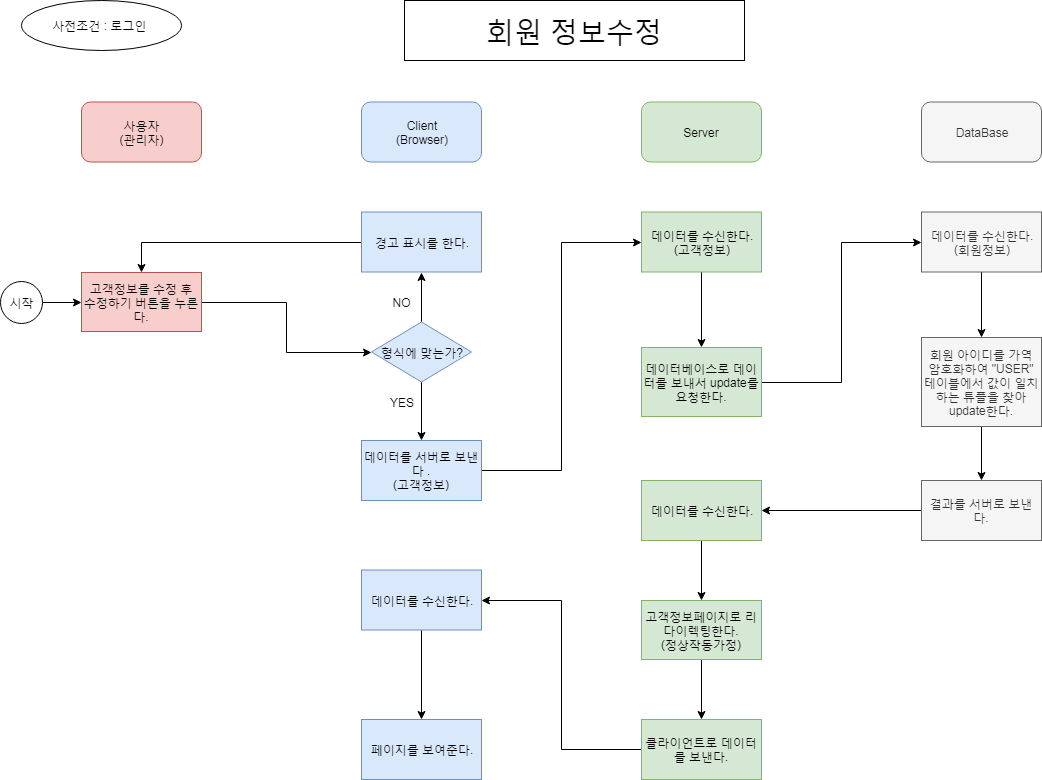 사전조건 : 로그인
회원 정보수정
사용자
(관리자)
Client
(Browser)
Server
DataBase
경고 표시를 한다.
데이터를 수신한다.
(고객정보)
데이터를 수신한다.
(회원정보)
시작
고객정보를 수정 후
수정하기 버튼을 누른
다.
NO
형식에 맞는가?
YES
데이터베이스로 데이
터를 보내서 update를
요청한다.
회원 아이디를 가역
암호화하여 "USER"
테이블에서 값이 일치
하는 튜플을 찾아
update한다.
데이터를 서버로 보낸
다 .
(고객정보)
데이터를 수신한다.
결과를 서버로 보낸
다.
데이터를 수신한다.
고객정보페이지로 리
다이렉팅한다.
(정상작동가정)
페이지를 보여준다.
클라이언트로 데이터
를 보낸다.